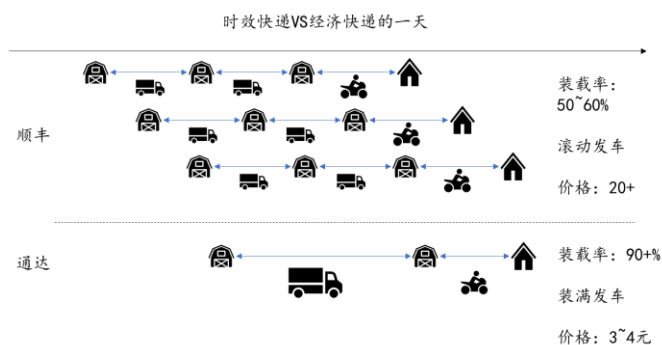 时效快递VS经济快递的一天
顺丰
装载率：
50~60%
滚动发车
价格：20+
通达
装载率：90+%
装满发车
价格：3~4元